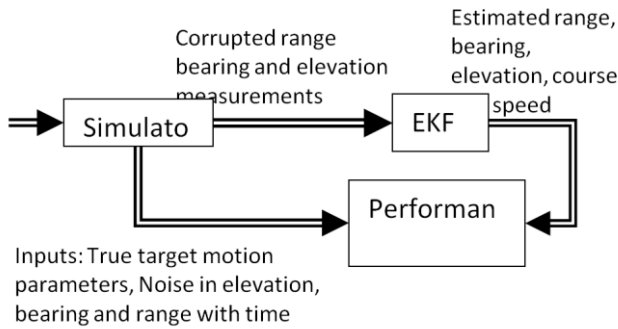 Corrupted range
bearing and elevation
measurements
Estimated range,
bearing,
elevation, course
speed
Simulato
EKF
Performan
Inputs: True target motion
parameters, Noise in elevation,
bearing and range with time